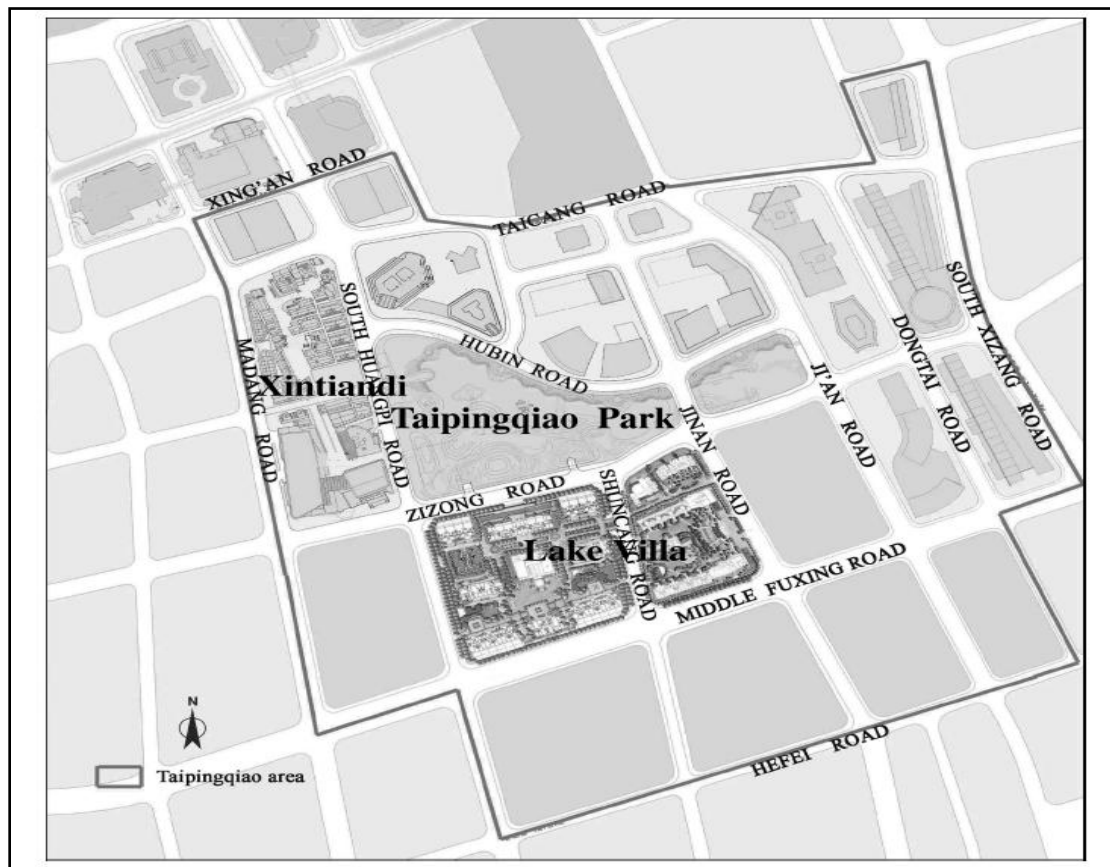 XING'AN ROAD
TAICANG ROAD
SOUTH XIZANG ROAD
SOUTH HUANGPI ROAD
HUBIN ROAD
MADANG ROAD
Xintiandi
Taipingqiao Park
JINAN ROAD
JI'AN ROAD
DONGTAI ROAD
ZIZONG ROAD
SHUNCANG ROAD
Lake Villa
MIDDLE FUXING ROAD
HEFEI ROAD
N
Taipingqiao area